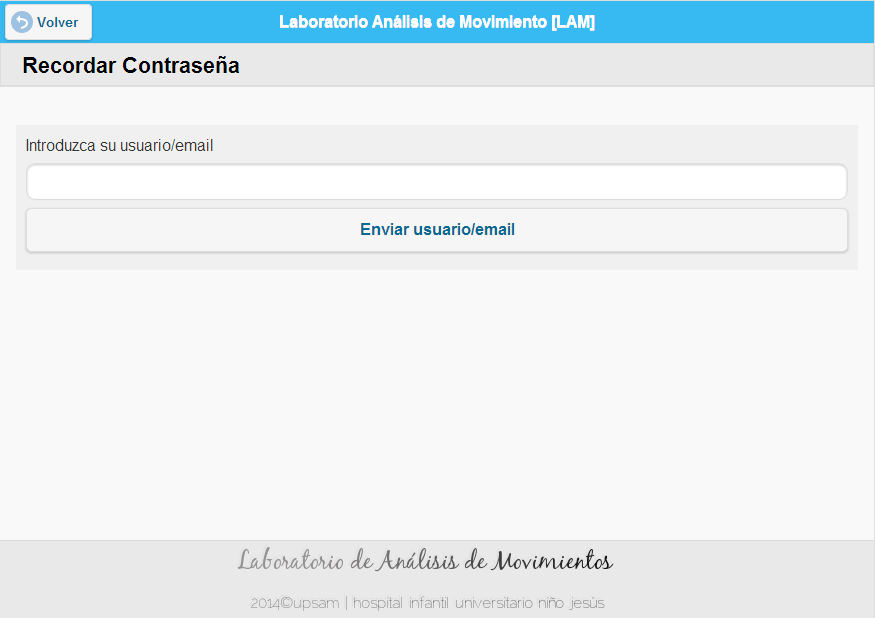 Volver
Laboratorio Análisis de Movimiento [LAM]
Recordar Contraseña
Introduzca su usuario/email
Enviar usuario/email
Laboratorio de Análisis de Movimientos
2014©upsam | hospital infantil universitario niño jesús